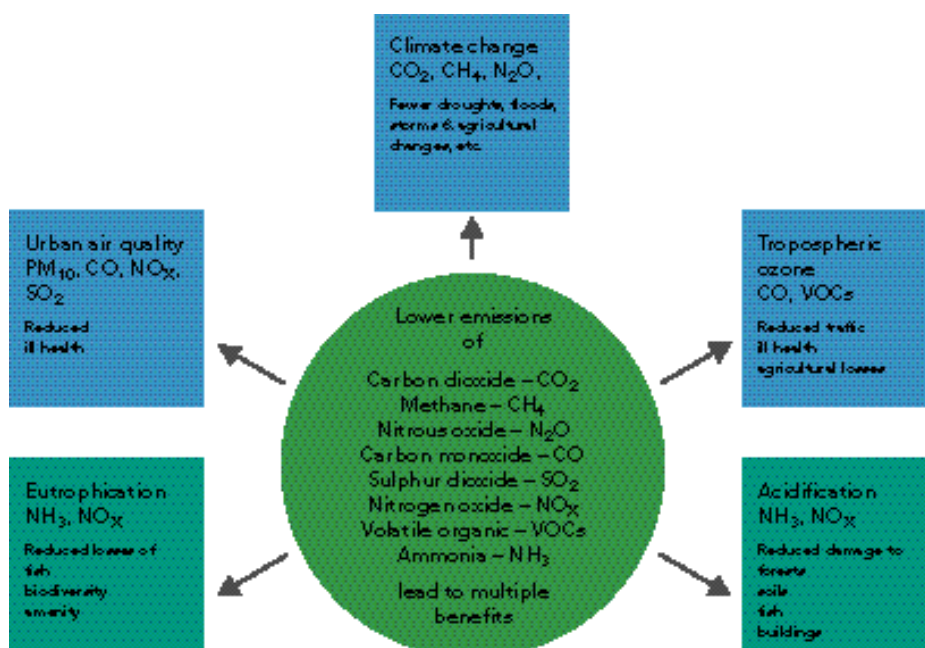 Climate change
CO₂, CH₄, N₂O,
Fewer droughts, floods,
storms & agricultural
changes, etc
Urban air quality
PM₁₀, CO, NOₓ,
SO₂
Reduced
ill health
Tropospheric
ozone
CO, VOCs
Reduced traffic
ill health
agricultural losses
Lower emissions
of
Carbon dioxide – CO₂
Methane – CH₄
Nitrous oxide – N₂O
Carbon monoxide – CO
Sulphur dioxide – SO₂
Nitrogen oxide – NOₓ
Volatile organic – VOCs
Ammonia – NH₃
lead to multiple
benefits
Eutrophication
NH₃, NOₓ
Reduced losses of
fish
biodiversity
amenity
Acidification
NH₃, NOₓ
Reduced damage to
forests
soils
fish
buildings